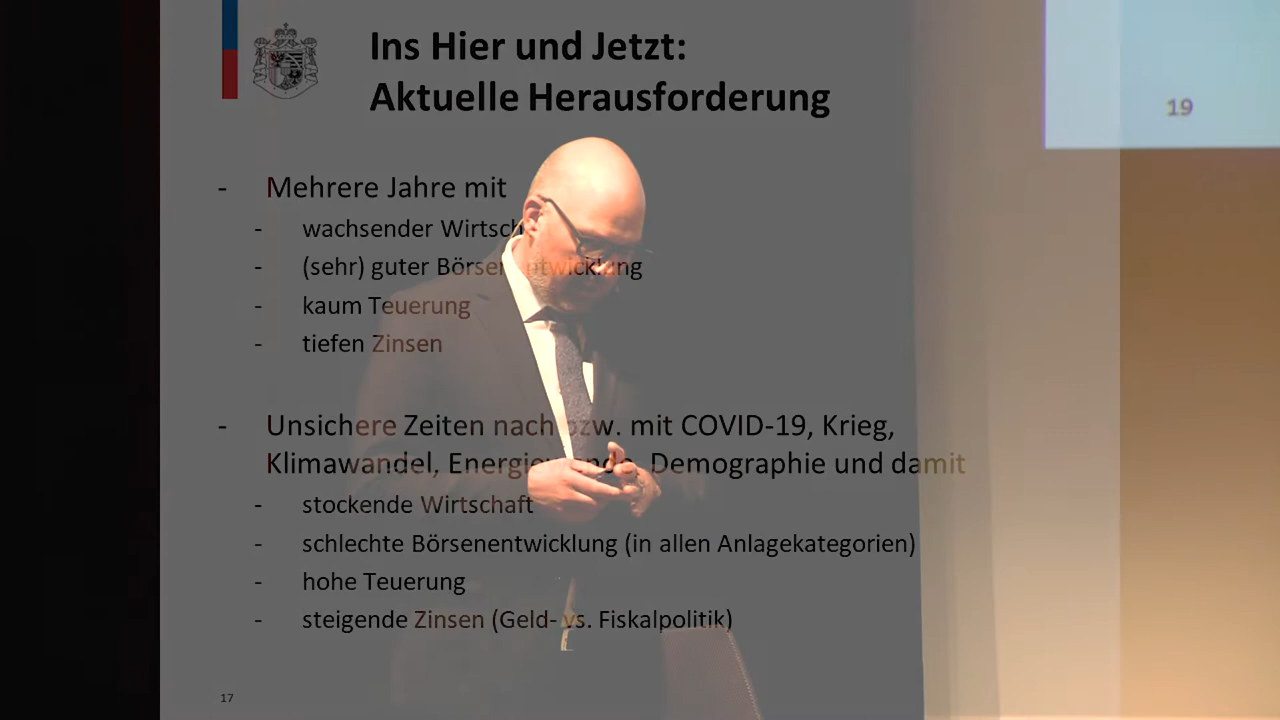 Ins Hier und Jetzt:
Aktuelle Herausforderung
19
- Mehrere Jahre mit
- wachsender
- (sehr) guter Börsenentwicklung
- kaum Teuerung
- tiefen Zinsen
- Unsichere Zeiten nach bzw. mit COVID-19, Krieg,
Klimawandel, Energiewende, Demographie und damit
- stockende Wirtschaft
- schlechte Börsenentwicklung (in allen Anlagekategorien)
- hohe Teuerung
- steigende Zinsen (Geld- vs. Fiskalpolitik)
17